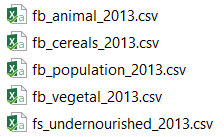 fb_animal_2013.csv
fb_cereals_2013.csv
fb_population_2013.csv
fb_vegetal_2013.csv
fs_undernourished_2013.csv